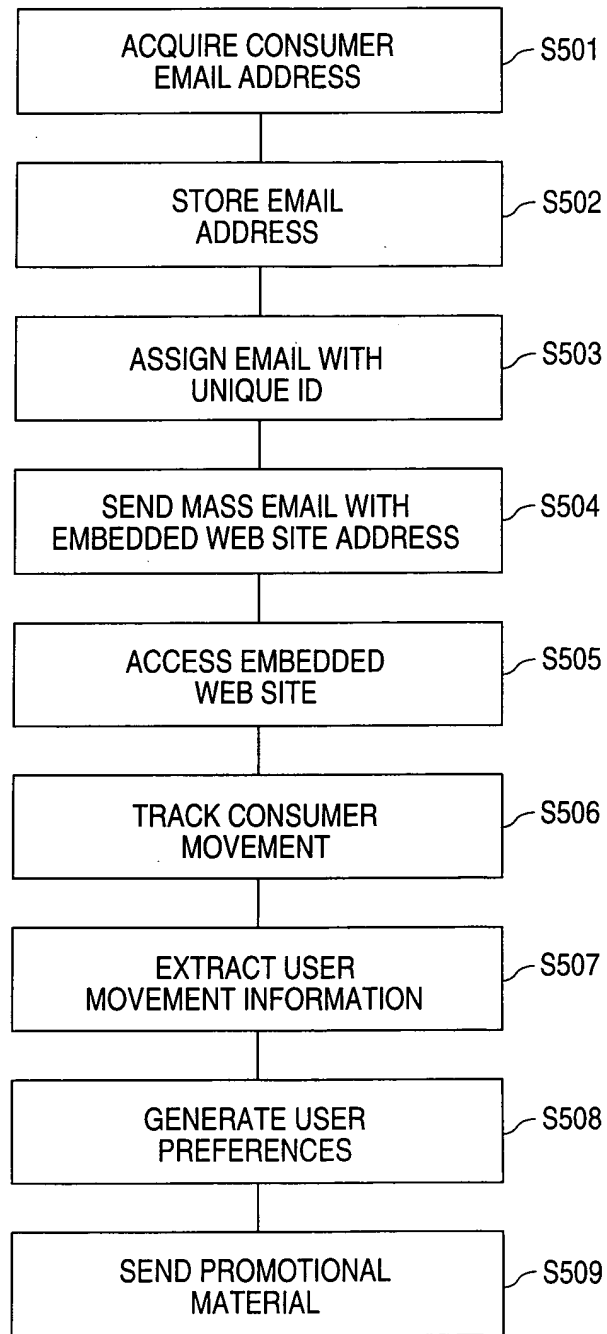 ACQUIRE CONSUMER
EMAIL ADDRESS
S501
STORE EMAIL
ADDRESS
S502
ASSIGN EMAIL WITH
UNIQUE ID
S503
SEND MASS EMAIL WITH
EMBEDDED WEB SITE ADDRESS
S504
ACCESS EMBEDDED
WEB SITE
S505
TRACK CONSUMER
MOVEMENT
S506
EXTRACT USER
MOVEMENT INFORMATION
S507
GENERATE USER
PREFERENCES
S508
SEND PROMOTIONAL
MATERIAL
S509